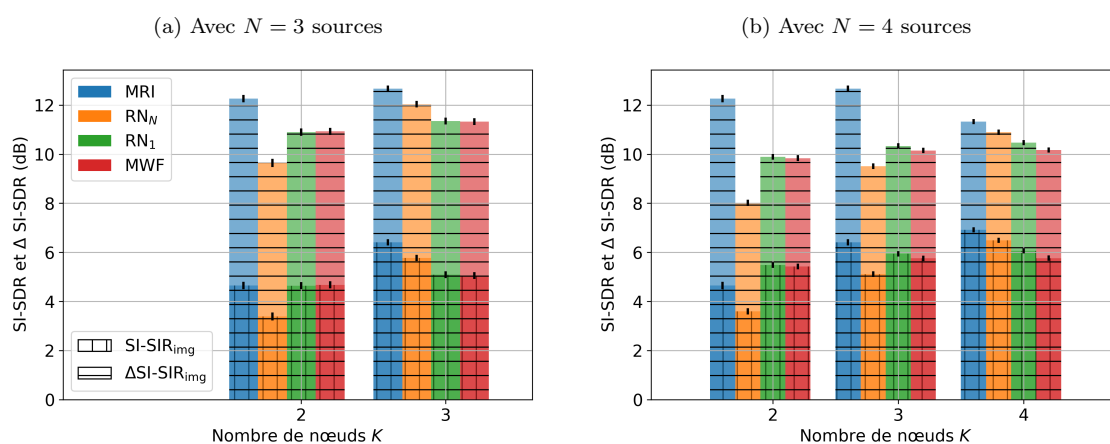 (a) Avec N = 3 sources
SI-SDR et Δ SI-SDR (dB)
12
10
8
6
4
2
0
MRI
RN_N
RN_1
MWF
SI-SIR_img
ΔSI-SIR_img
2 3
Nombre de nœuds K
(b) Avec N = 4 sources
SI-SDR et Δ SI-SDR (dB)
12
10
8
6
4
2
0
2 3 4
Nombre de nœuds K